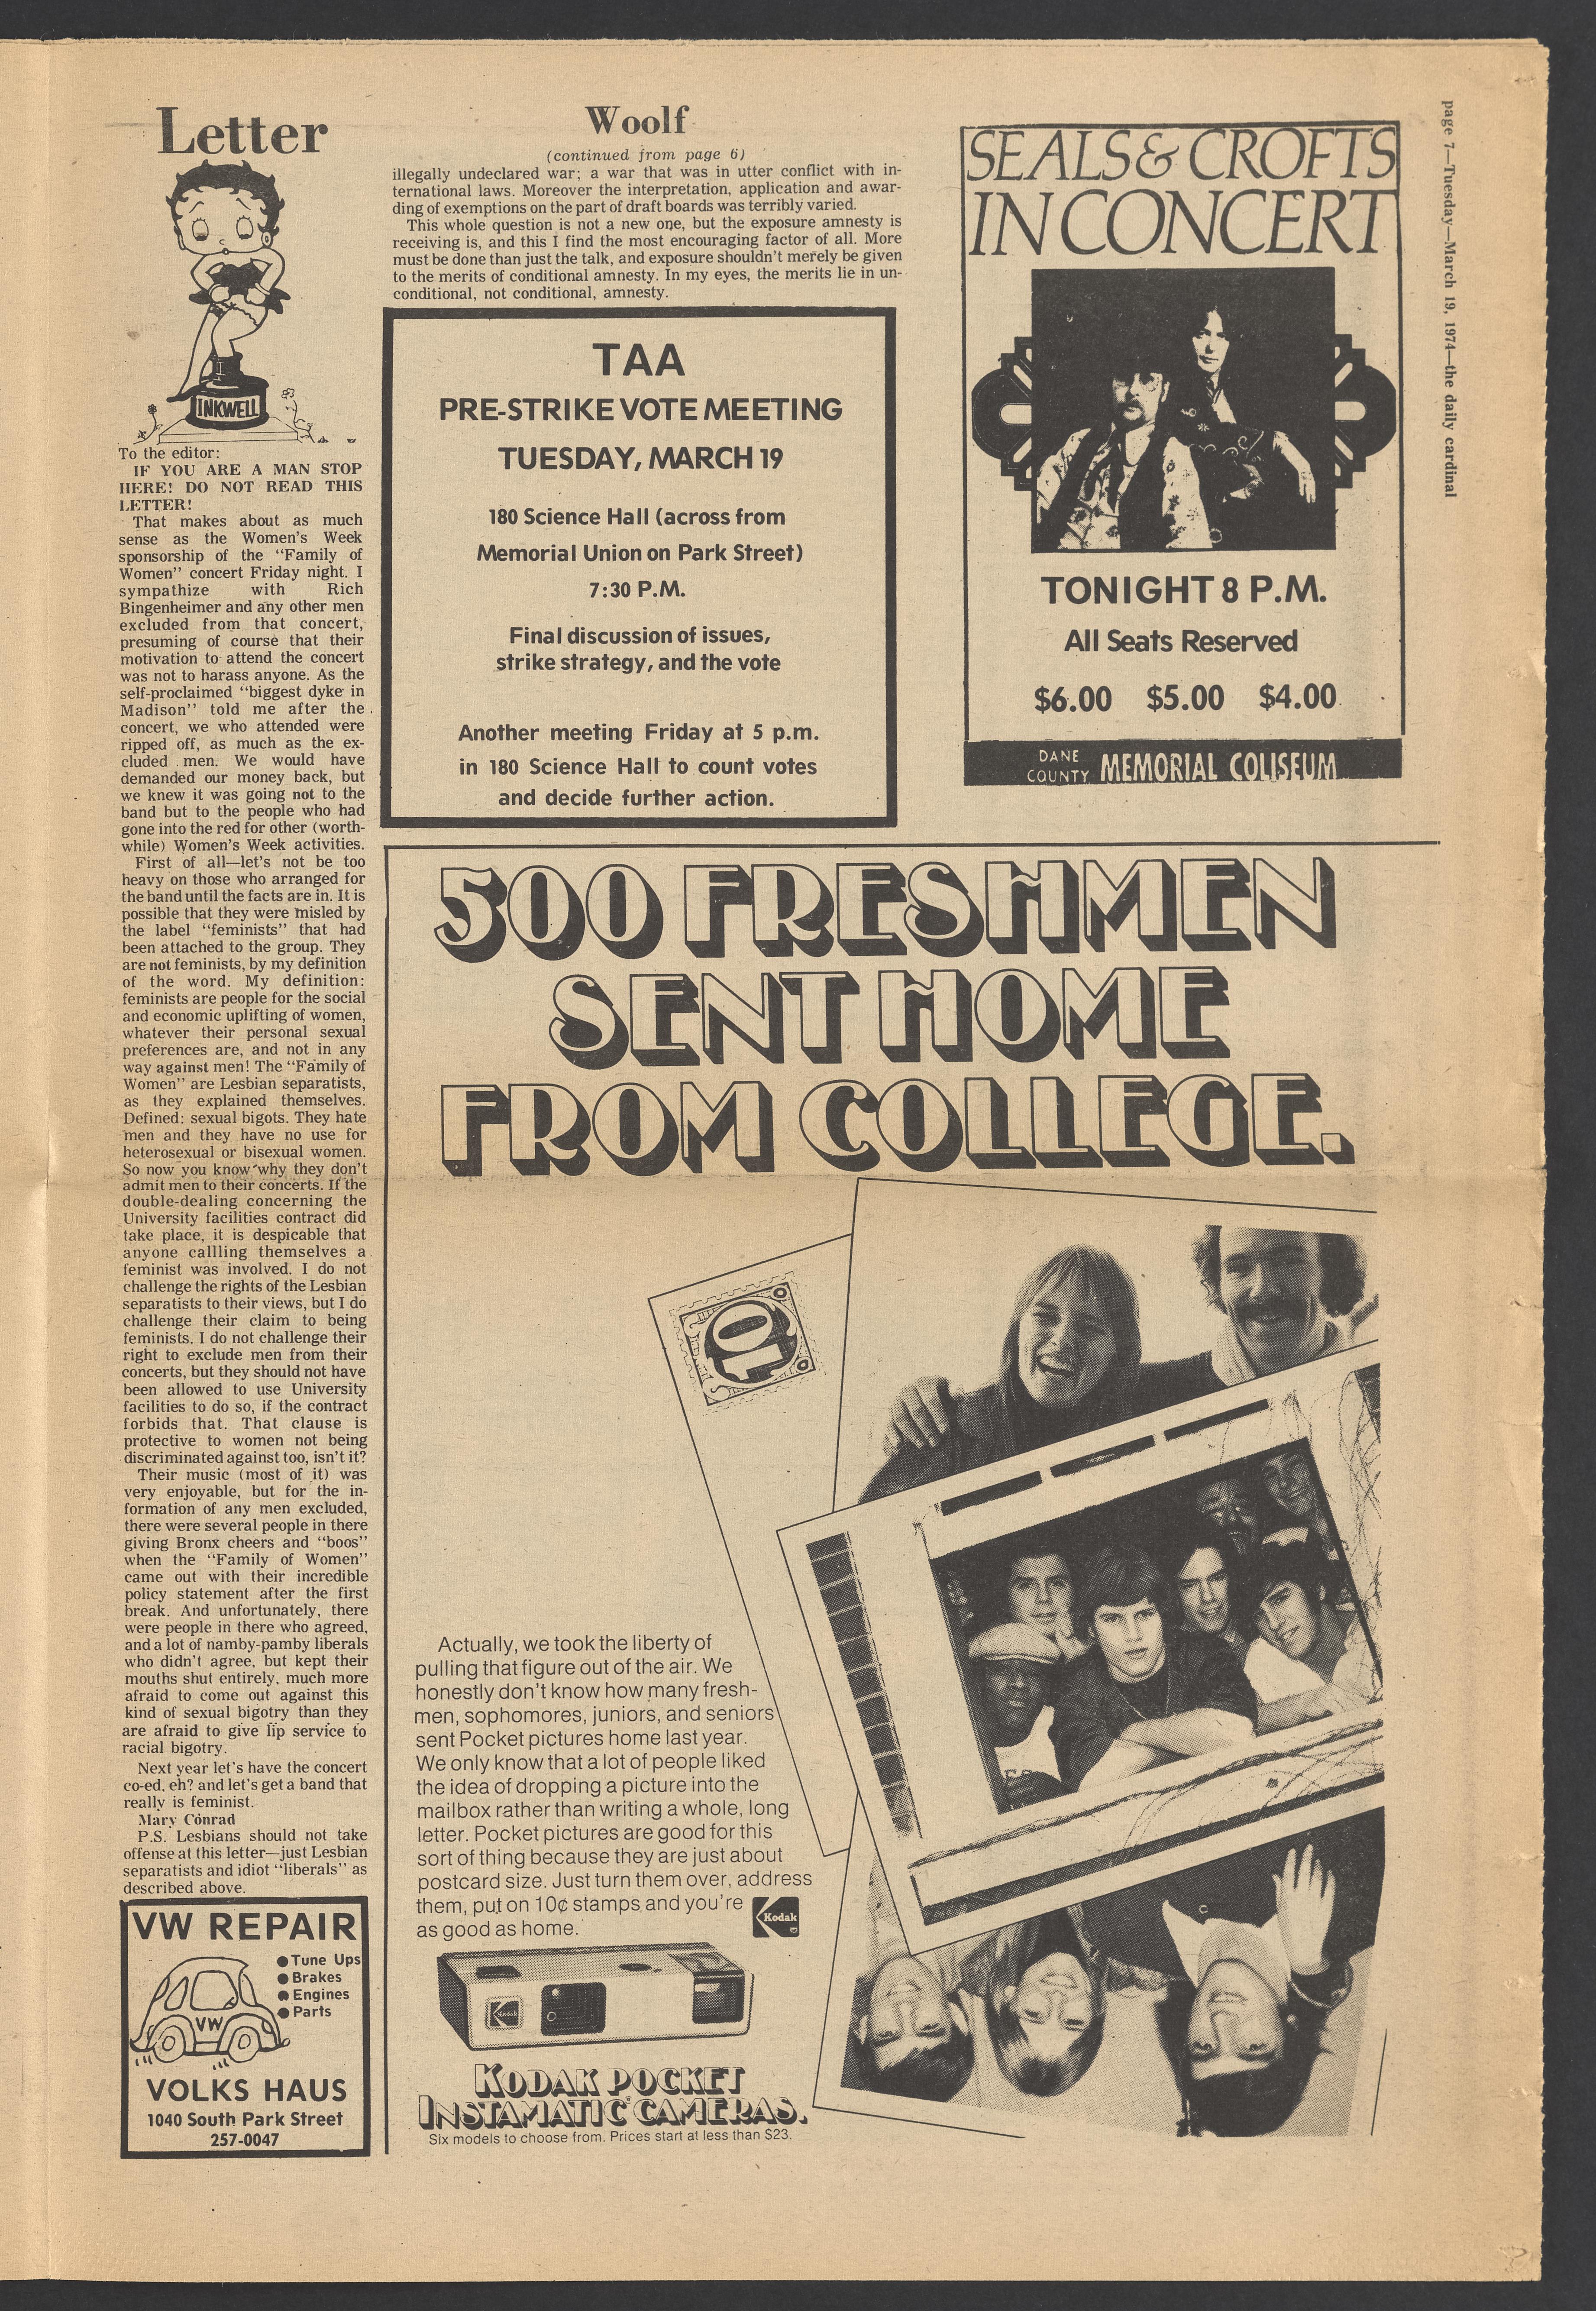 page 7—Tuesday—March 19, 1974—the daily cardinal
Letter
INKWELL
To the editor:
IF YOU ARE A MAN STOP
HERE! DO NOT READ THIS
LETTER!
That makes about as much
sense as the Women's Week
sponsorship of the "Family of
Women" concert Friday night. I
sympathize with Rich
Bingenheimer and any other men
excluded from that concert,
presuming of course that their
motivation to attend the concert
was not to harass anyone. As the
self-proclaimed "biggest dyke in
Madison" told me after the
concert, we who attended were
ripped off, as much as the ex-
cluded men. We would have
demanded our money back, but
we knew it was going not to the
band but to the people who had
gone into the red for other (worth-
while) Women's Week activities.
First of all—let's not be too
heavy on those who arranged for
the band until the facts are in. It is
possible that they were misled by
the label "feminists" that had
been attached to the group. They
are not feminists, by my definition
of the word. My definition:
feminists are people for the social
and economic uplifting of women,
whatever their personal sexual
preferences are, and not in any
way against men! The "Family of
Women" are Lesbian separatists,
as they explained themselves.
Defined: sexual bigots. They hate
men and they have no use for
heterosexual or bisexual women.
So now you know why they don't
admit men to their concerts. If the
double-dealing concerning the
University facilities contract did
take place, it is despicable that
anyone callling themselves a
feminist was involved. I do not
challenge the rights of the Lesbian
separatists to their views, but I do
challenge their claim to being
feminists. I do not challenge their
right to exclude men from their
concerts, but they should not have
been allowed to use University
facilities to do so, if the contract
forbids that. That clause is
protective to women not being
discriminated against too, isn't it?
Their music (most of it) was
very enjoyable, but for the in-
formation of any men excluded,
there were several people in there
giving Bronx cheers and "boos"
when the "Family of Women"
came out with their incredible
policy statement after the first
break. And unfortunately, there
were people in there who agreed,
and a lot of namby-pamby liberals
who didn't agree, but kept their
mouths shut entirely, much more
afraid to come out against this
kind of sexual bigotry than they
are afraid to give lip service to
racial bigotry.
Next year let's have the concert
co-ed, eh? and let's get a band that
really is feminist.
Mary Conrad
P.S. Lesbians should not take
offense at this letter—just Lesbian
separatists and idiot "liberals" as
described above.
VW REPAIR
●Tune Ups
●Brakes
●Engines
●Parts
VW
VOLKS HAUS
1040 South Park Street
257-0047
Woolf
(continued from page 6)
illegally undeclared war; a war that was in utter conflict with in-
ternational laws. Moreover the interpretation, application and awar-
ding of exemptions on the part of draft boards was terribly varied.
This whole question is not a new one, but the exposure amnesty is
receiving is, and this I find the most encouraging factor of all. More
must be done than just the talk, and exposure shouldn't merely be given
to the merits of conditional amnesty. In my eyes, the merits lie in un-
conditional, not conditional, amnesty.
TAA
PRE-STRIKE VOTE MEETING
TUESDAY, MARCH 19
180 Science Hall (across from
Memorial Union on Park Street)
7:30 P.M.
Final discussion of issues,
strike strategy, and the vote
Another meeting Friday at 5 p.m.
in 180 Science Hall to count votes
and decide further action.
SEALS & CROFTS
IN CONCERT
TONIGHT 8 P.M.
All Seats Reserved
$6.00 $5.00 $4.00
DANE
COUNTY MEMORIAL COLISEUM
500 FRESHMEN
SENT HOME
FROM COLLEGE.
10
Actually, we took the liberty of
pulling that figure out of the air. We
honestly don't know how many fresh-
men, sophomores, juniors, and seniors
sent Pocket pictures home last year.
We only know that a lot of people liked
the idea of dropping a picture into the
mailbox rather than writing a whole, long
letter. Pocket pictures are good for this
sort of thing because they are just about
postcard size. Just turn them over, address
them, put on 10¢ stamps and you're
as good as home.
Kodak
Kodak
KODAK POCKET
INSTAMATIC CAMERAS.
Six models to choose from. Prices start at less than $23.